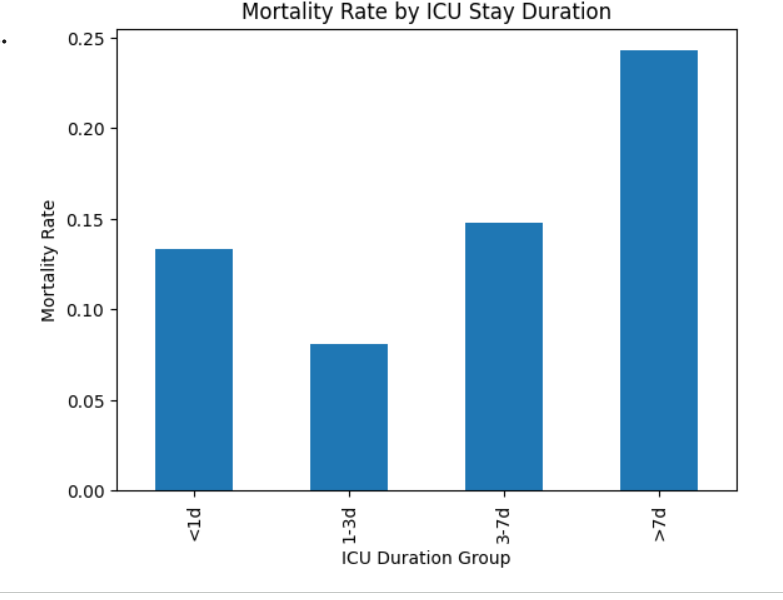 Mortality Rate by ICU Stay Duration
.
0.25
0.20
0.15
0.10
0.05
0.00
Mortality Rate
<1d
1-3d
3-7d
>7d
ICU Duration Group